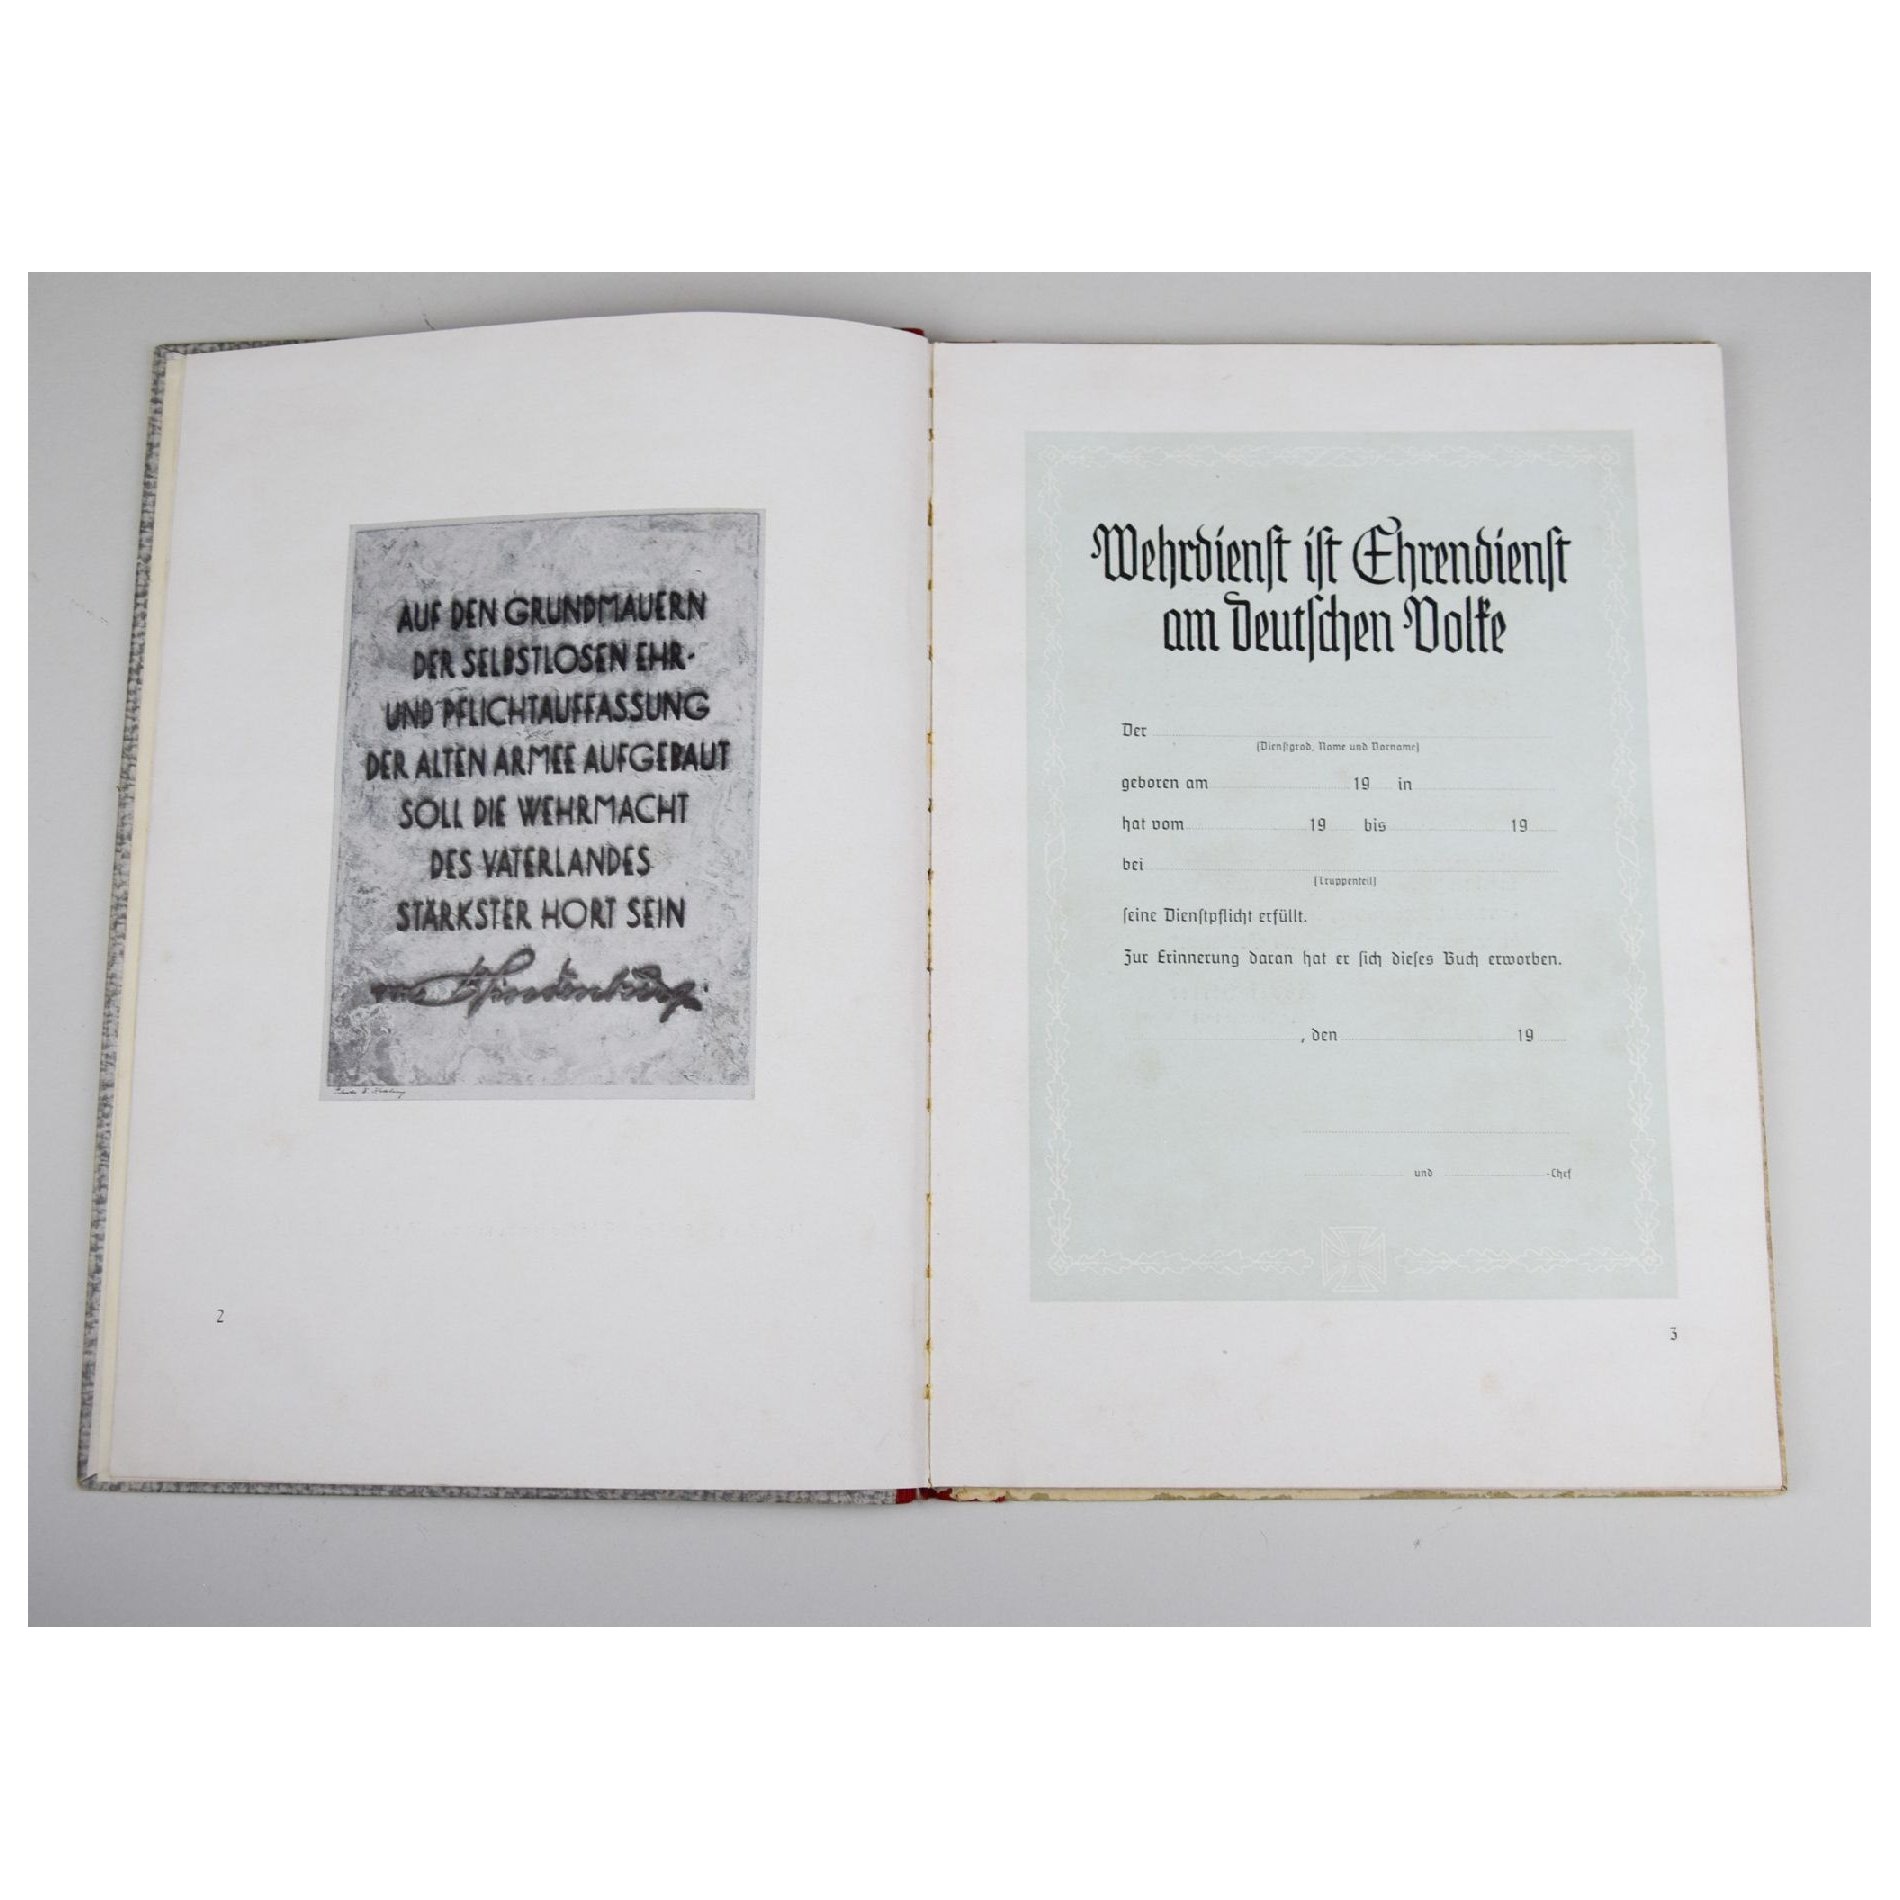 AUF DEN GRUNDMAUERN
DER SELBSTLOSEN EHR-
UND PFLICHTAUFFASSUNG
DER ALTEN ARMEE AUFGEBAUT
SOLL DIE WEHRMACHT
DES VATERLANDES
STÄRKSTER HORT SEIN
von Hindenburg.
2
Wehrdienſt iſt Ehrendienſt
am Deutſchen Volke
Der
(Dienſtgrad, Name und Vorname)
geboren am 19 in
hat vom 19 bis 19
bei
(Truppenteil)
ſeine Dienſtpflicht erfüllt.
Zur Erinnerung daran hat er ſich dieſes Buch erworben.
, den 19
und -Chef
3